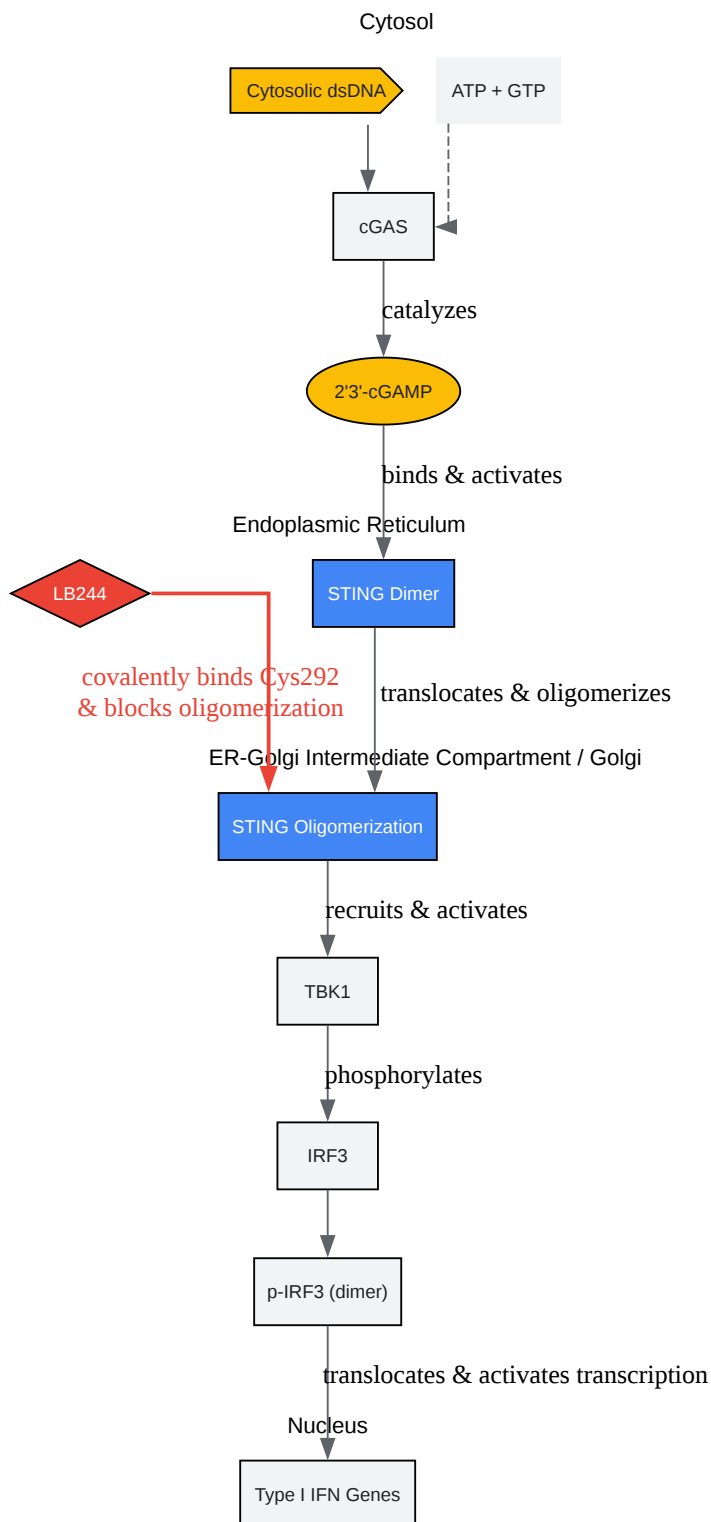 Cytosol
Cytosolic dsDNA
ATP + GTP
cGAS
catalyzes
2'3'-cGAMP
binds & activates
Endoplasmic Reticulum
LB244
STING Dimer
covalently binds Cys292
& blocks oligomerization
translocates & oligomerizes
ER-Golgi Intermediate Compartment / Golgi
STING Oligomerization
recruits & activates
TBK1
phosphorylates
IRF3
p-IRF3 (dimer)
translocates & activates transcription
Nucleus
Type I IFN Genes